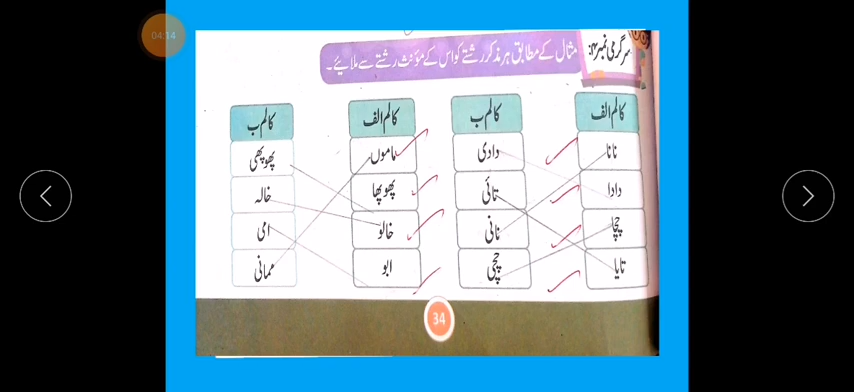 04:14
سرگرمی نمبر ۴:
مثال کے مطابق ہر مذکر رشتے کو اس کے مؤنث رشتے سے ملائیے۔
کالم الف
کالم ب
کالم الف
کالم ب
نانا
دادی
ماموں
پھوپھی
دادا
تائی
پھوپھا
خالہ
چچا
نانی
خالو
امی
تایا
چچی
ابو
ممانی
34